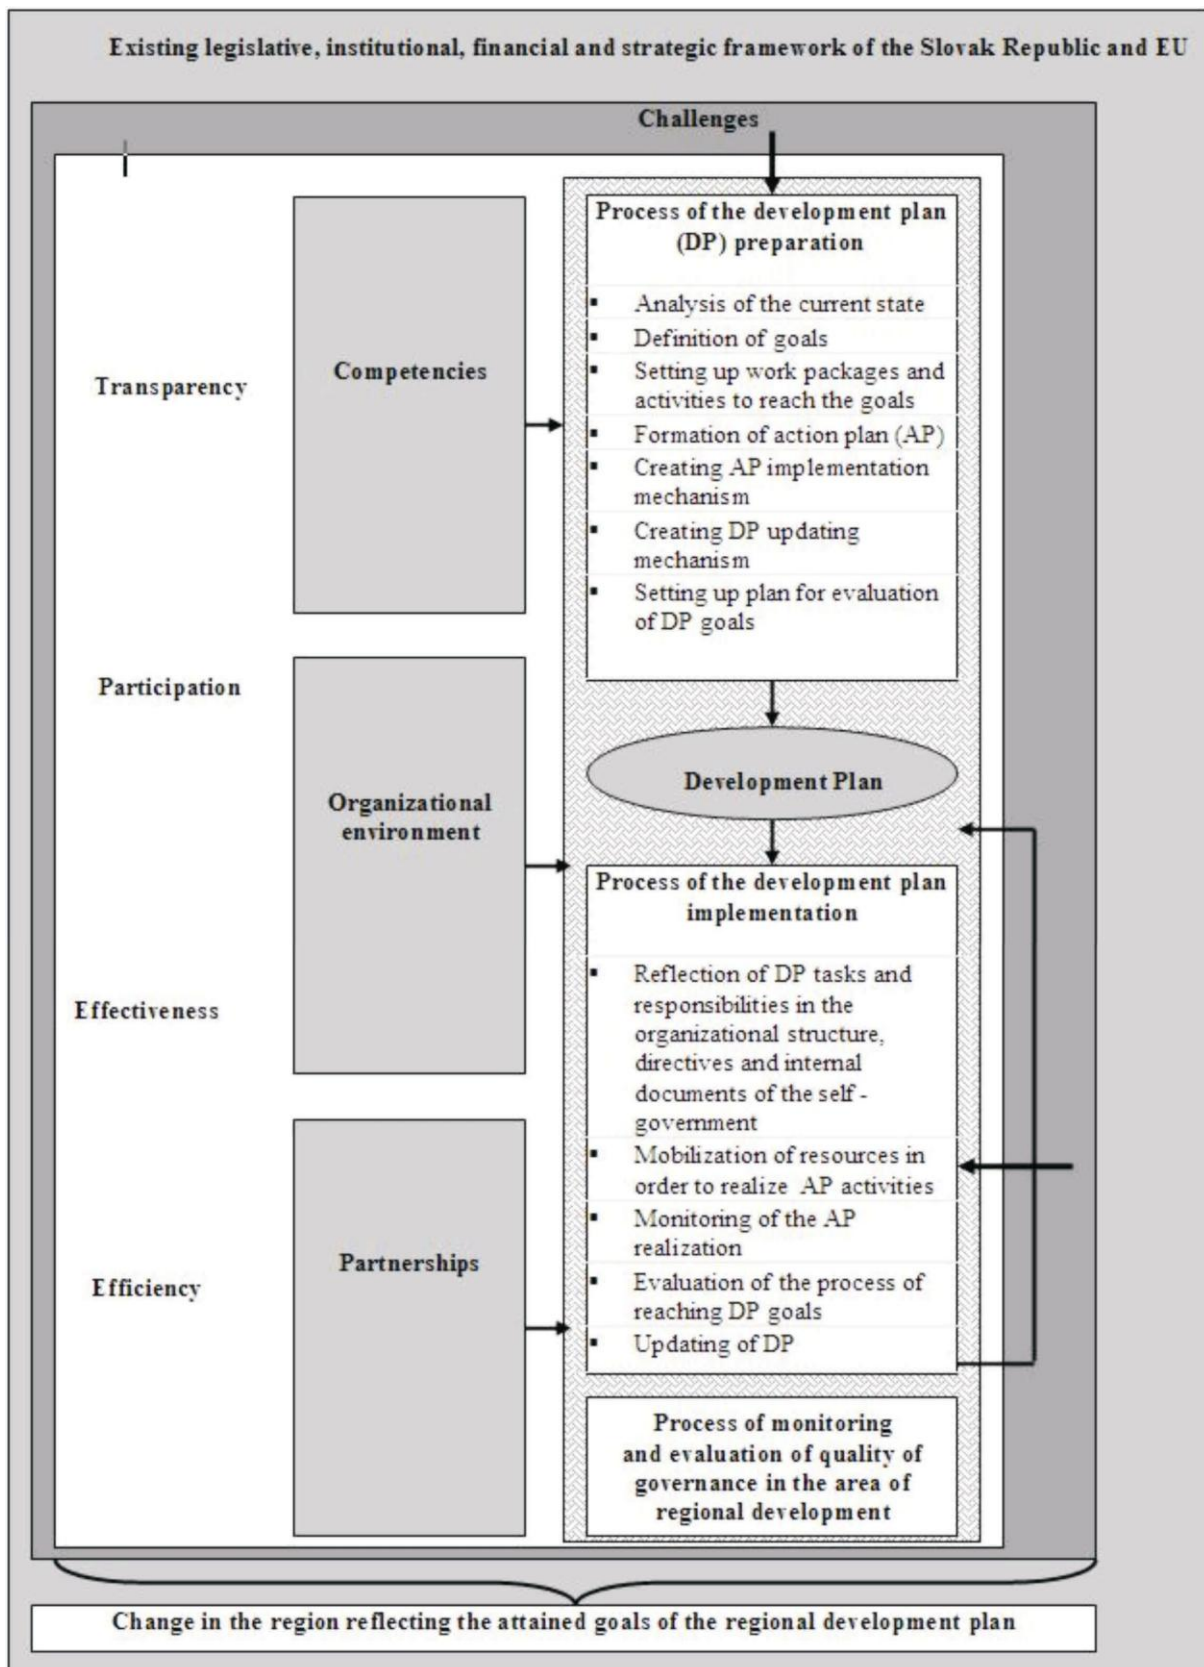 Existing legislative, institutional, financial and strategic framework of the Slovak Republic and EU
Challenges
Transparency
Participation
Effectiveness
Efficiency
Competencies
Organizational
environment
Partnerships
Process of the development plan
(DP) preparation
▪ Analysis of the current state
▪ Definition of goals
▪ Setting up work packages and
activities to reach the goals
▪ Formation of action plan (AP)
▪ Creating AP implementation
mechanism
▪ Creating DP updating
mechanism
▪ Setting up plan for evaluation
of DP goals
Development Plan
Process of the development plan
implementation
▪ Reflection of DP tasks and
responsibilities in the
organizational structure,
directives and internal
documents of the self -
government
▪ Mobilization of resources in
order to realize AP activities
▪ Monitoring of the AP
realization
▪ Evaluation of the process of
reaching DP goals
▪ Updating of DP
Process of monitoring
and evaluation of quality of
governance in the area of
regional development
Change in the region reflecting the attained goals of the regional development plan